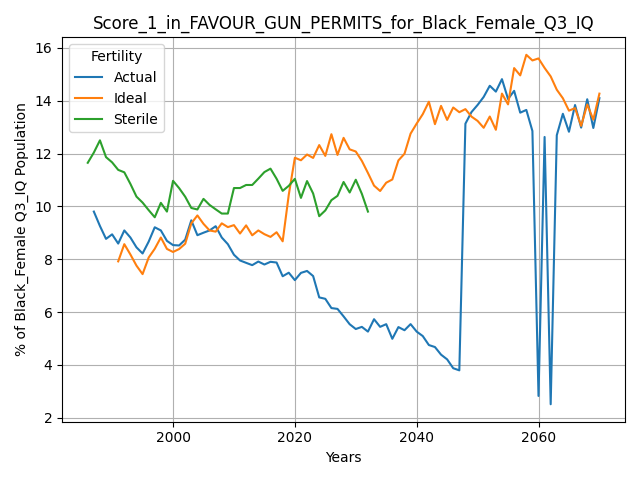 Score_1_in_FAVOUR_GUN_PERMITS_for_Black_Female_Q3_IQ
% of Black_Female Q3_IQ Population
16
14
12
10
8
6
4
2
Fertility
Actual
Ideal
Sterile
2000
2020
2040
2060
Years